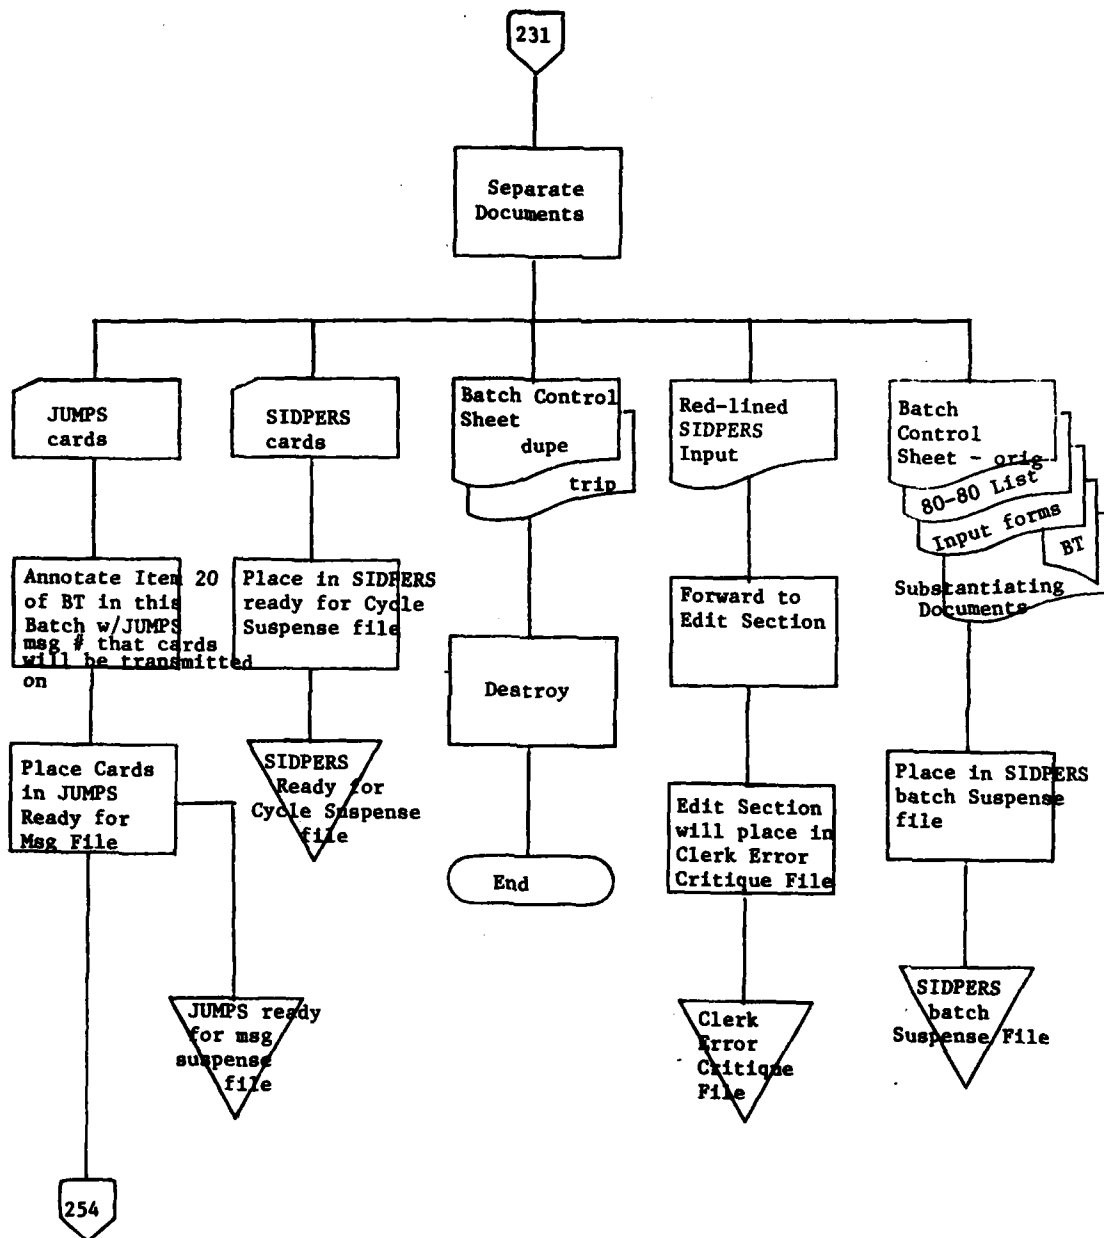 231
Separate
Documents
JUMPS
cards
SIDPERS
cards
Batch Control
Sheet
dupe
trip
Red-lined
SIDPERS
Input
Batch
Control
Sheet - orig
80-80 List
Input forms
BT
Substantiating
Documents
Annotate Item 20
of BT in this
Batch w/JUMPS
msg # that cards
will be transmitted
on
Place in SIDPERS
ready for Cycle
Suspense file
Destroy
Forward to
Edit Section
Place Cards
in JUMPS
Ready for
Msg File
SIDPERS
Ready for
Cycle Suspense
file
End
Edit Section
will place in
Clerk Error
Critique File
Place in SIDPERS
batch Suspense
file
JUMPS ready
for msg
suspense
file
Clerk
Error
Critique
File
SIDPERS
batch
Suspense File
254